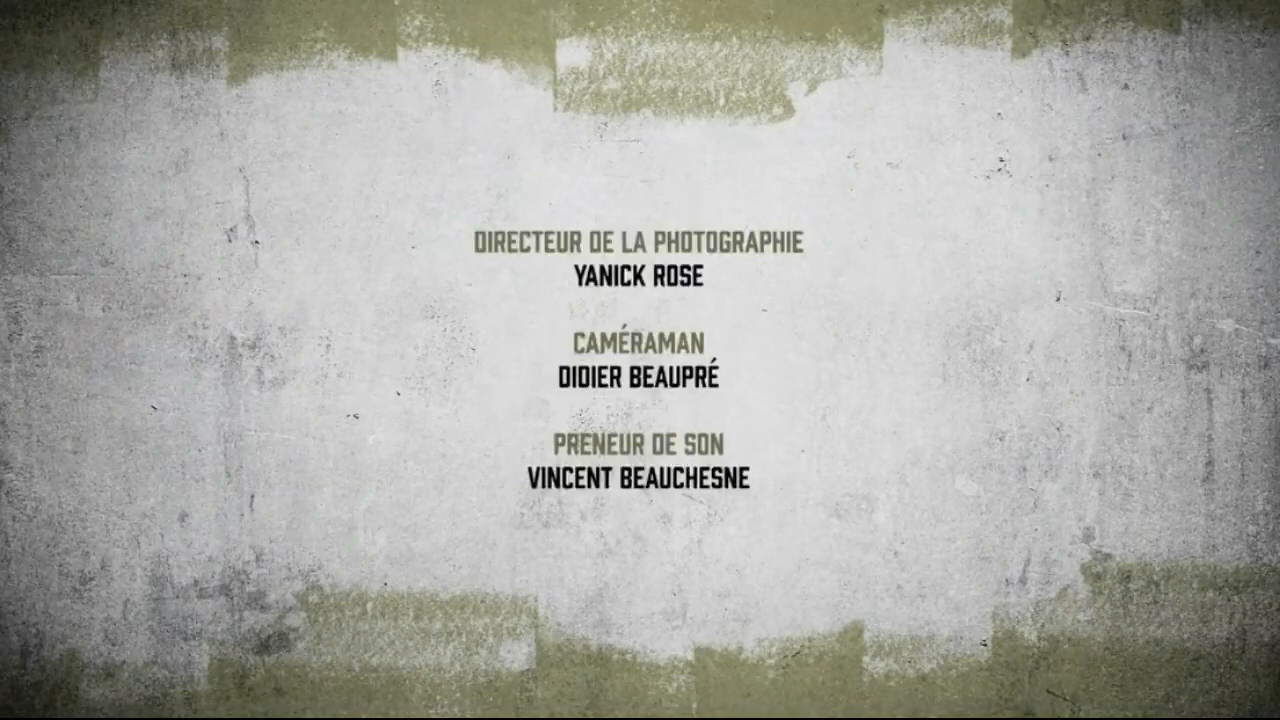 DIRECTEUR DE LA PHOTOGRAPHIE
YANICK ROSE
CAMÉRAMAN
DIDIER BEAUPRÉ
PRENEUR DE SON
VINCENT BEAUCHESNE